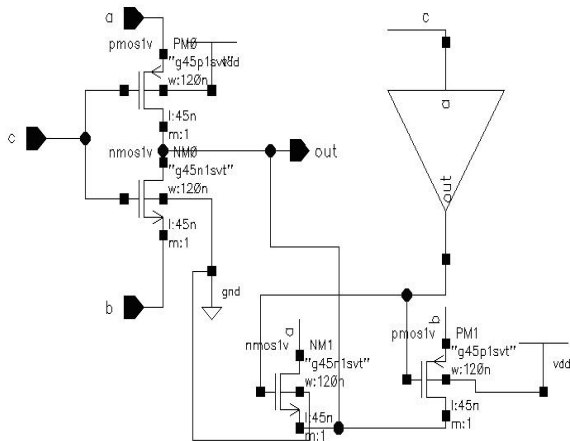 a
pmos1v PM0
"g45p1svt"
vdd
w:120n
l:45n
m:1
c
nmos1v NM0
"g45n1svt"
w:120n
l:45n
m:1
out
b
gnd
c
a
out
a
nmos1v NM1
"g45n1svt"
w:120n
l:45n
m:1
b
pmos1v PM1
"g45p1svt"
w:120n
l:45n
m:1
vdd